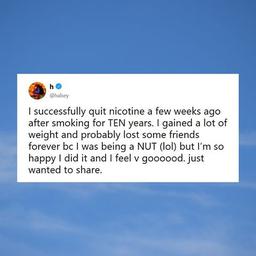 h
@halsey
I successfully quit nicotine a few weeks ago
after smoking for TEN years. I gained a lot of
weight and probably lost some friends
forever bc I was being a NUT (lol) but I'm so
happy I did it and I feel v goooood. just
wanted to share.